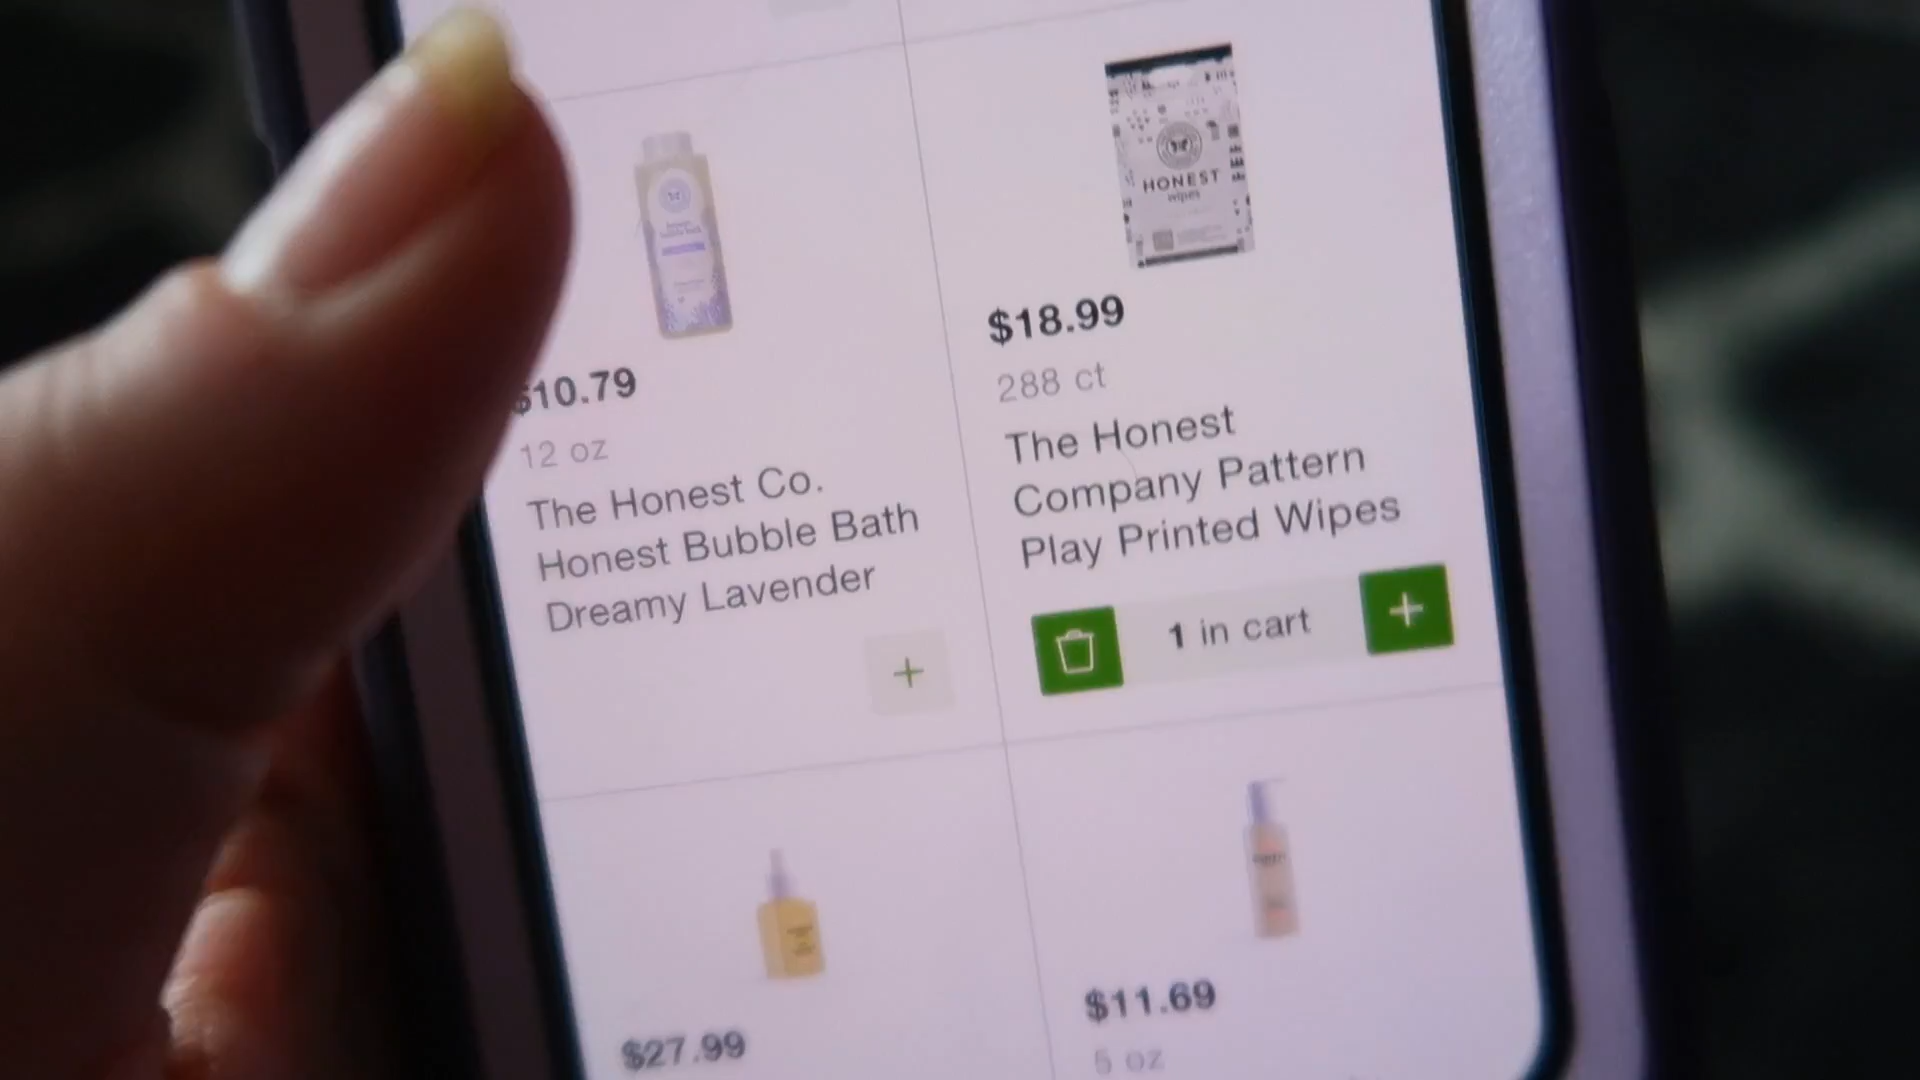 $10.79
12 oz
The Honest Co.
Honest Bubble Bath
Dreamy Lavender
HONEST
wipes
$18.99
288 ct
The Honest
Company Pattern
Play Printed Wipes
1 in cart
$27.99
$11.69
5 oz